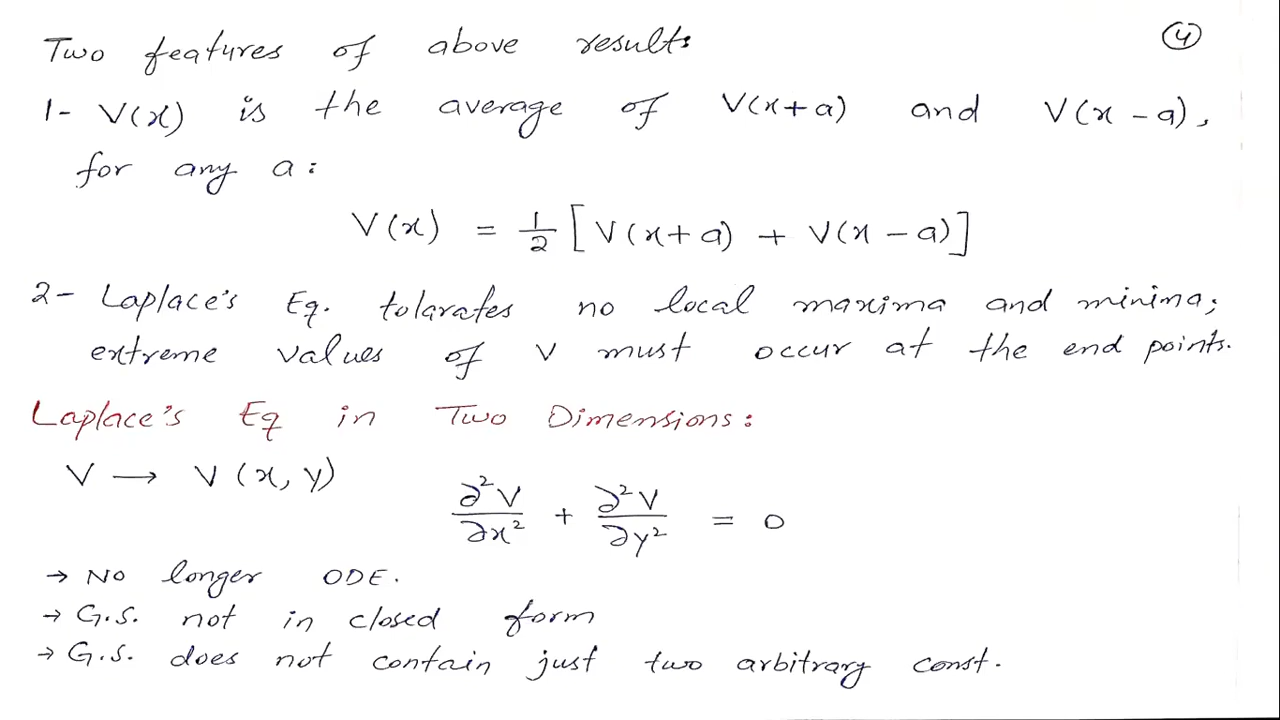 Two features of above results
4
1- V(x) is the average of V(x+a) and V(x-a),
for any a:
V(x) = 1/2 [V(x+a) + V(x-a)]
2- Laplace's Eq. tolarates no local maxima and minima;
extreme values of V must occur at the end points.
Laplace's Eq in Two Dimensions:
V → V(x, y)
∂²V/∂x² + ∂²V/∂y² = 0
→ No longer ODE.
→ G.S. not in closed form
→ G.S. does not contain just two arbitrary const.